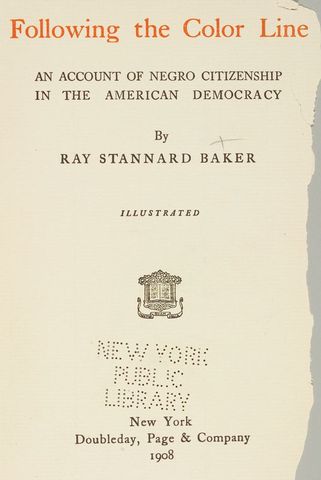 Following the Color Line
AN ACCOUNT OF NEGRO CITIZENSHIP
IN THE AMERICAN DEMOCRACY
By
RAY STANNARD BAKER
ILLUSTRATED
NEW YORK
PUBLIC
LIBRARY
New York
Doubleday, Page & Company
1908